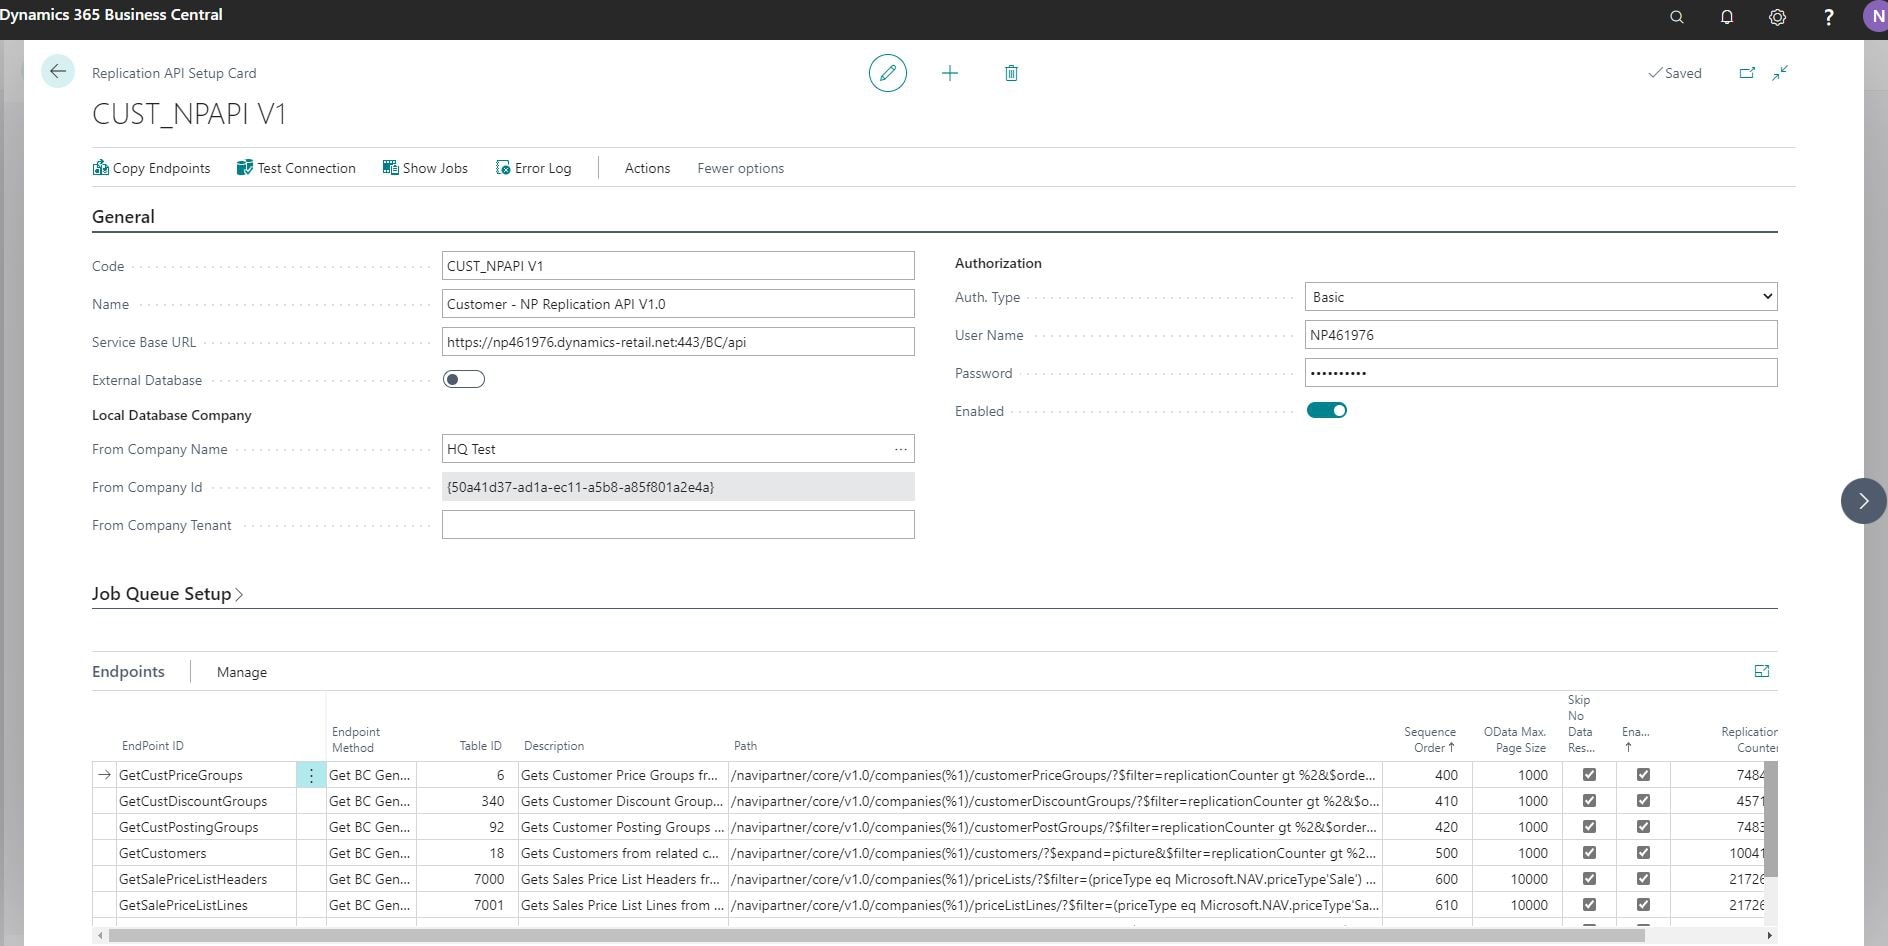 Dynamics 365 Business Central
?
N
Replication API Setup Card
Saved
CUST_NPAPI V1
Copy Endpoints
Test Connection
Show Jobs
Error Log
Actions
Fewer options
General
Code
CUST_NPAPI V1
Name
Customer - NP Replication API V1.0
Service Base URL
https://np461976.dynamics-retail.net:443/BC/api
External Database
Local Database Company
From Company Name
HQ Test
...
From Company Id
{50a41d37-ad1a-ec11-a5b8-a85f801a2e4a}
From Company Tenant
Authorization
Auth. Type
Basic
User Name
NP461976
Password
••••••••••
Enabled
Job Queue Setup
Endpoints
Manage
EndPoint ID
Endpoint
Method
Table ID
Description
Path
Sequence
Order ↑
OData Max.
Page Size
Skip
No
Data
Res...
Ena...
↑
Replication
Counter
GetCustPriceGroups Get BC Gen... 6 Gets Customer Price Groups fr... /navipartner/core/v1.0/companies(%1)/customerPriceGroups/?$filter=replicationCounter gt %2&$orde... 400 1000 7484
GetCustDiscountGroups Get BC Gen... 340 Gets Customer Discount Group... /navipartner/core/v1.0/companies(%1)/customerDiscountGroups/?$filter=replicationCounter gt %2&$o... 410 1000 4571
GetCustPostingGroups Get BC Gen... 92 Gets Customer Posting Groups ... /navipartner/core/v1.0/companies(%1)/customerPostGroups/?$filter=replicationCounter gt %2&$order... 420 1000 7483
GetCustomers Get BC Gen... 18 Gets Customers from related c... /navipartner/core/v1.0/companies(%1)/customers/?$expand=picture&$filter=replicationCounter gt %2... 500 1000 10041
GetSalePriceListHeaders Get BC Gen... 7000 Gets Sales Price List Headers fr... /navipartner/core/v1.0/companies(%1)/priceLists/?$filter=(priceType eq Microsoft.NAV.priceType'Sale') ... 600 10000 21726
GetSalePriceListLines Get BC Gen... 7001 Gets Sales Price List Lines from ... /navipartner/core/v1.0/companies(%1)/priceListLines/?$filter=(priceType eq Microsoft.NAV.priceType'Sa... 610 10000 21726